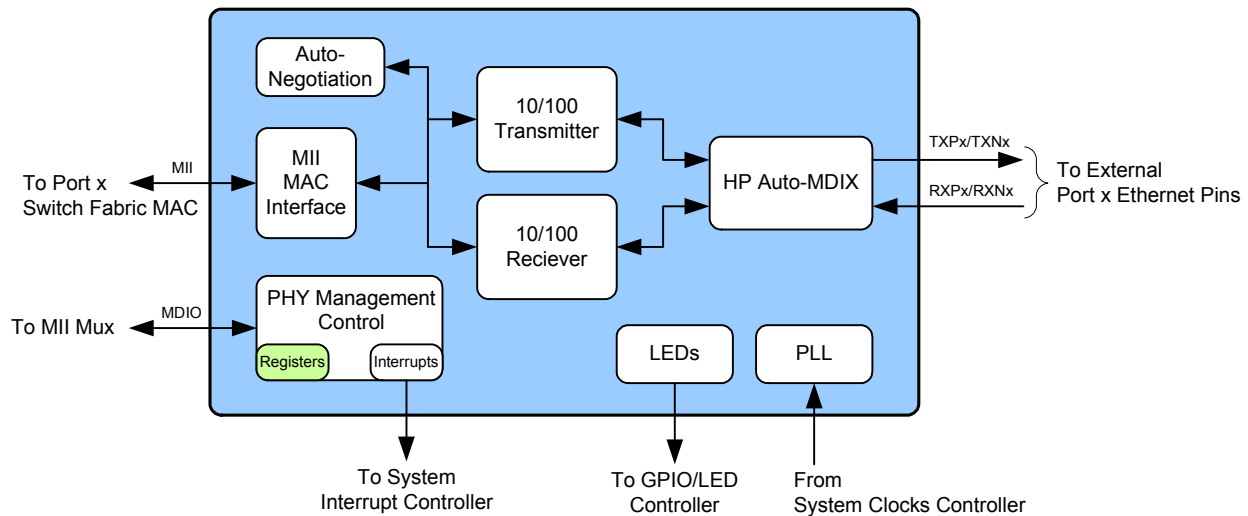 Auto-
Negotiation
10/100
Transmitter
MII
MAC
Interface
HP Auto-MDIX
10/100
Reciever
MII
To Port x
Switch Fabric MAC
TXPx/TXNx
RXPx/RXNx
To External
Port x Ethernet Pins
PHY Management
Control
Registers
Interrupts
MDIO
To MII Mux
LEDs
PLL
To System
Interrupt Controller
To GPIO/LED
Controller
From
System Clocks Controller